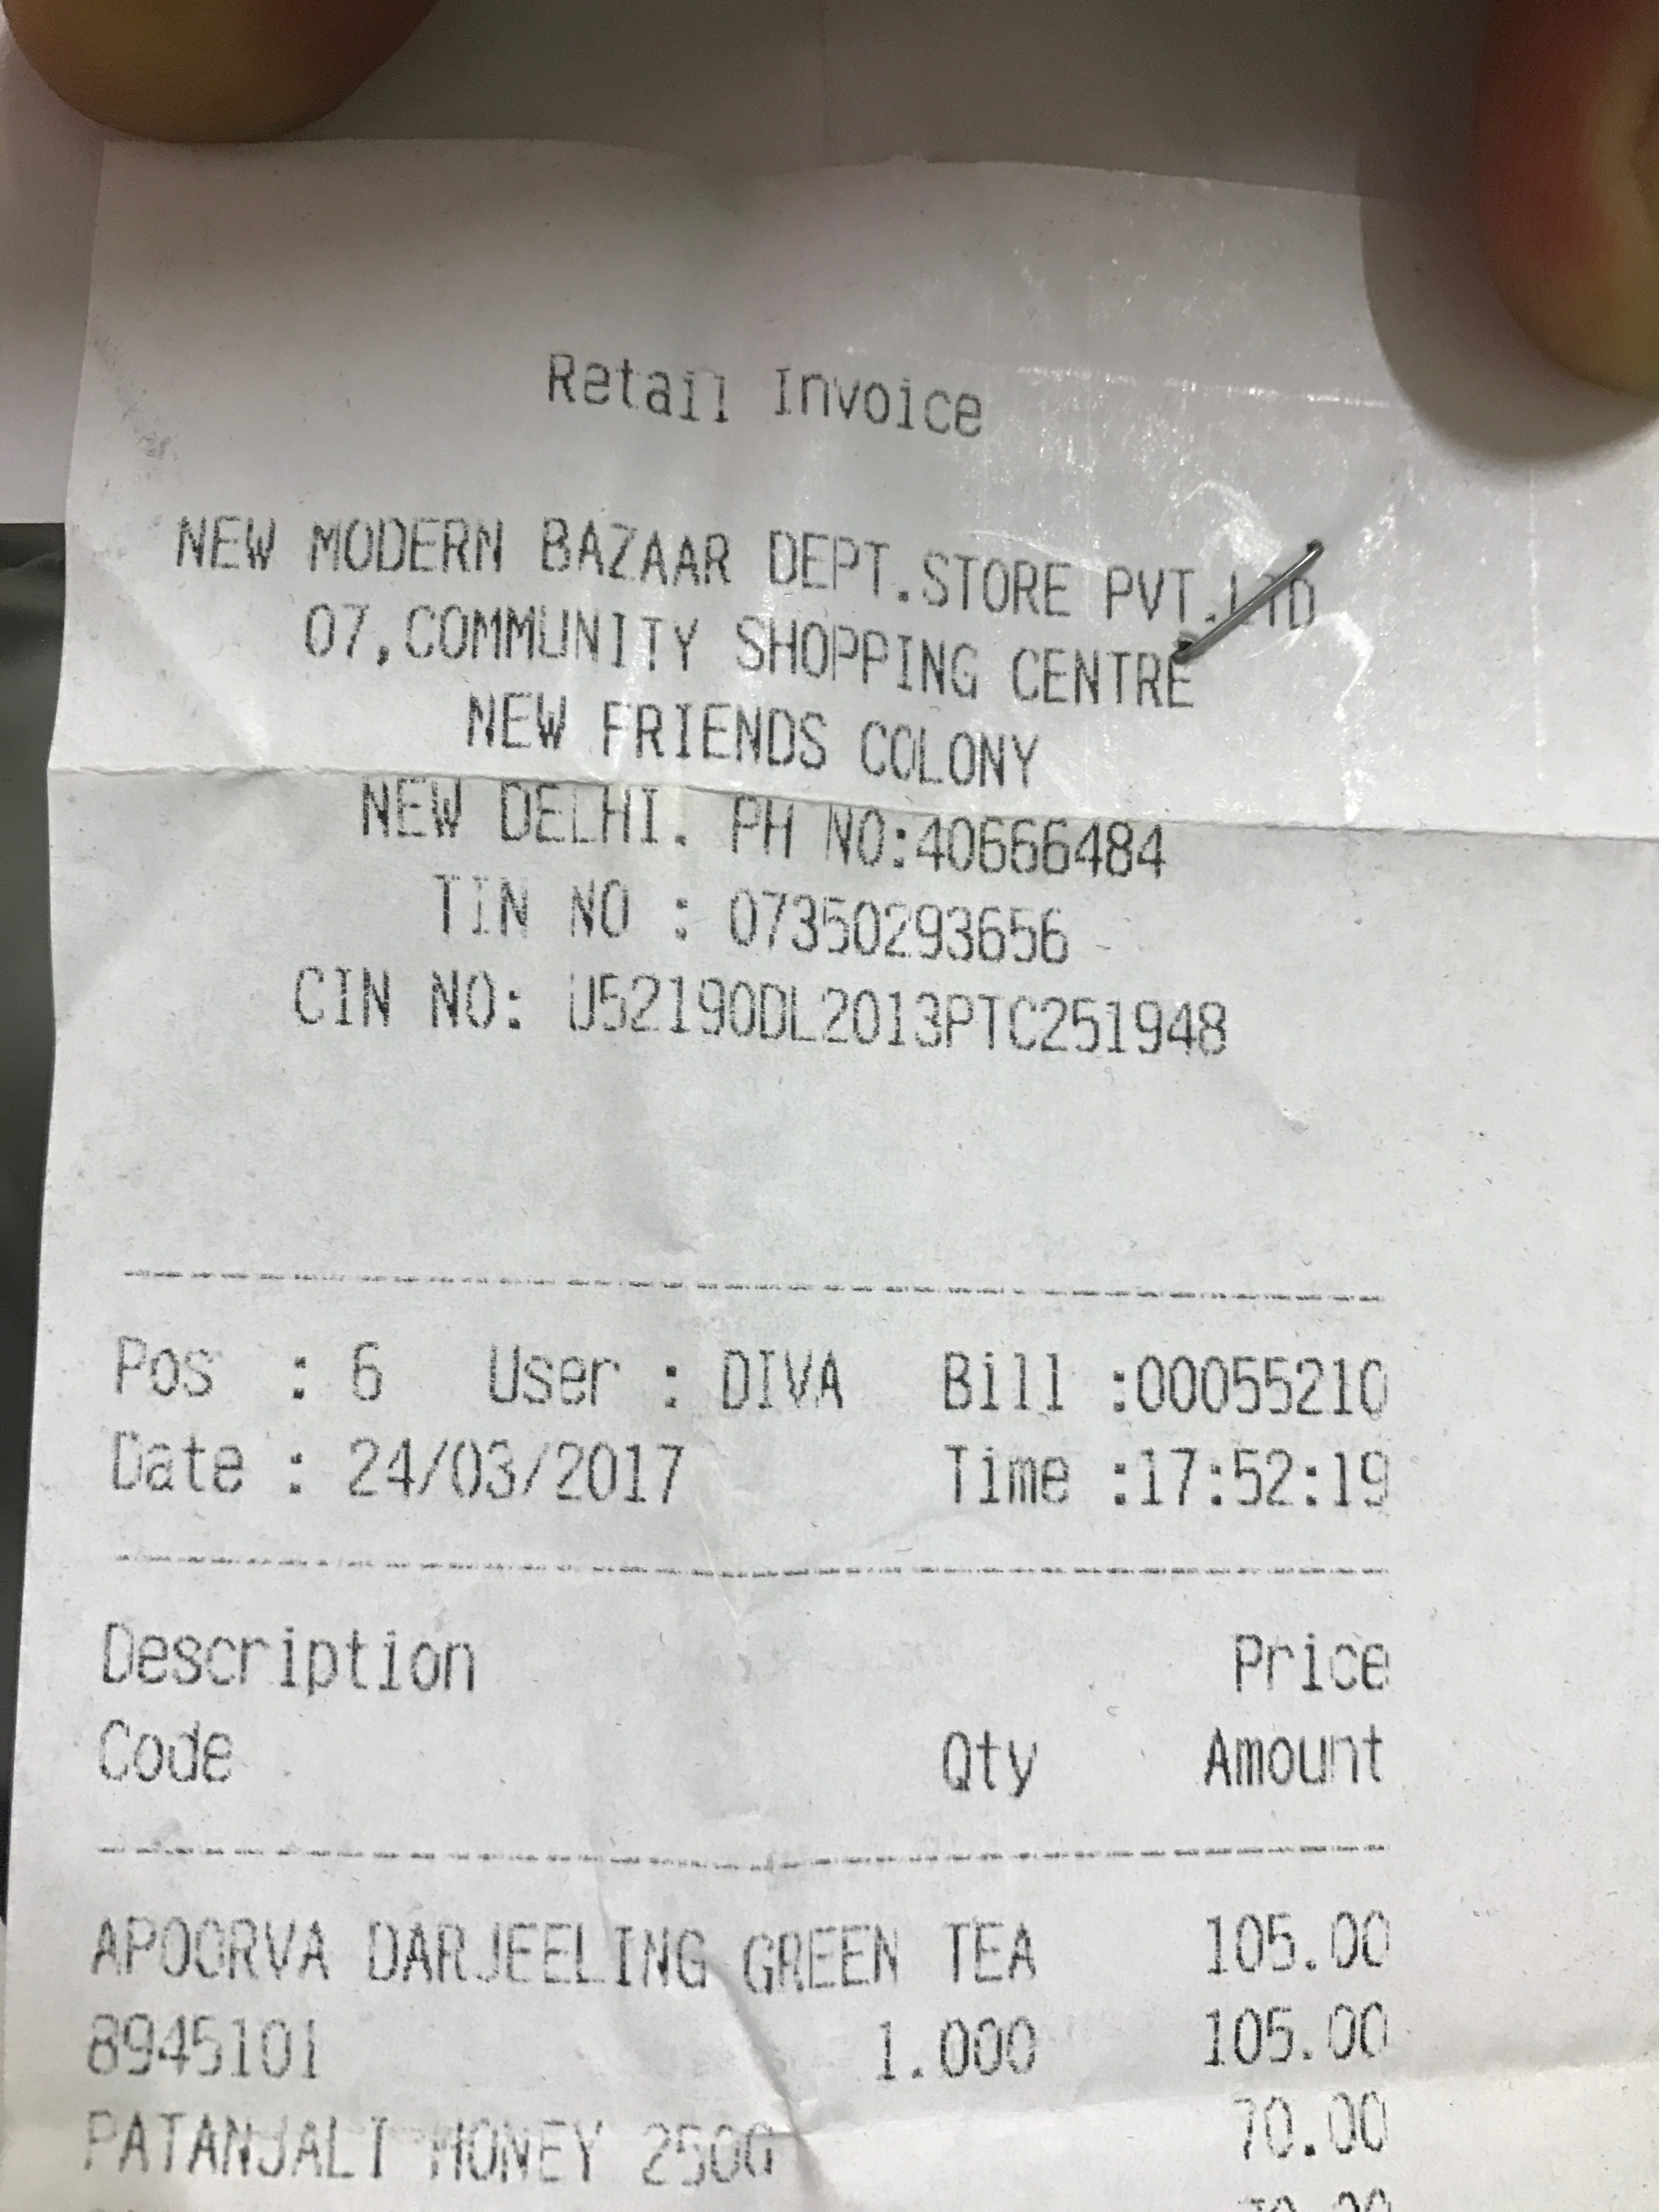 Retail Invoice
NEW MODERN BAZAAR DEPT.STORE PVT.LTD
07,COMMUNITY SHOPPING CENTRE
NEW FRIENDS COLONY
NEW DELHI. PH NO:40666484
TIN NO : 07350293656
CIN NO: U52190DL2013PTC251948
Pos : 6 User : DIVA Bill :00055210
Date : 24/03/2017 Time :17:52:19
Description Price
Code Qty Amount
APOORVA DARJEELING GREEN TEA 105.00
8945101 1.000 105.00
PATANJALI HONEY 250G 70.00